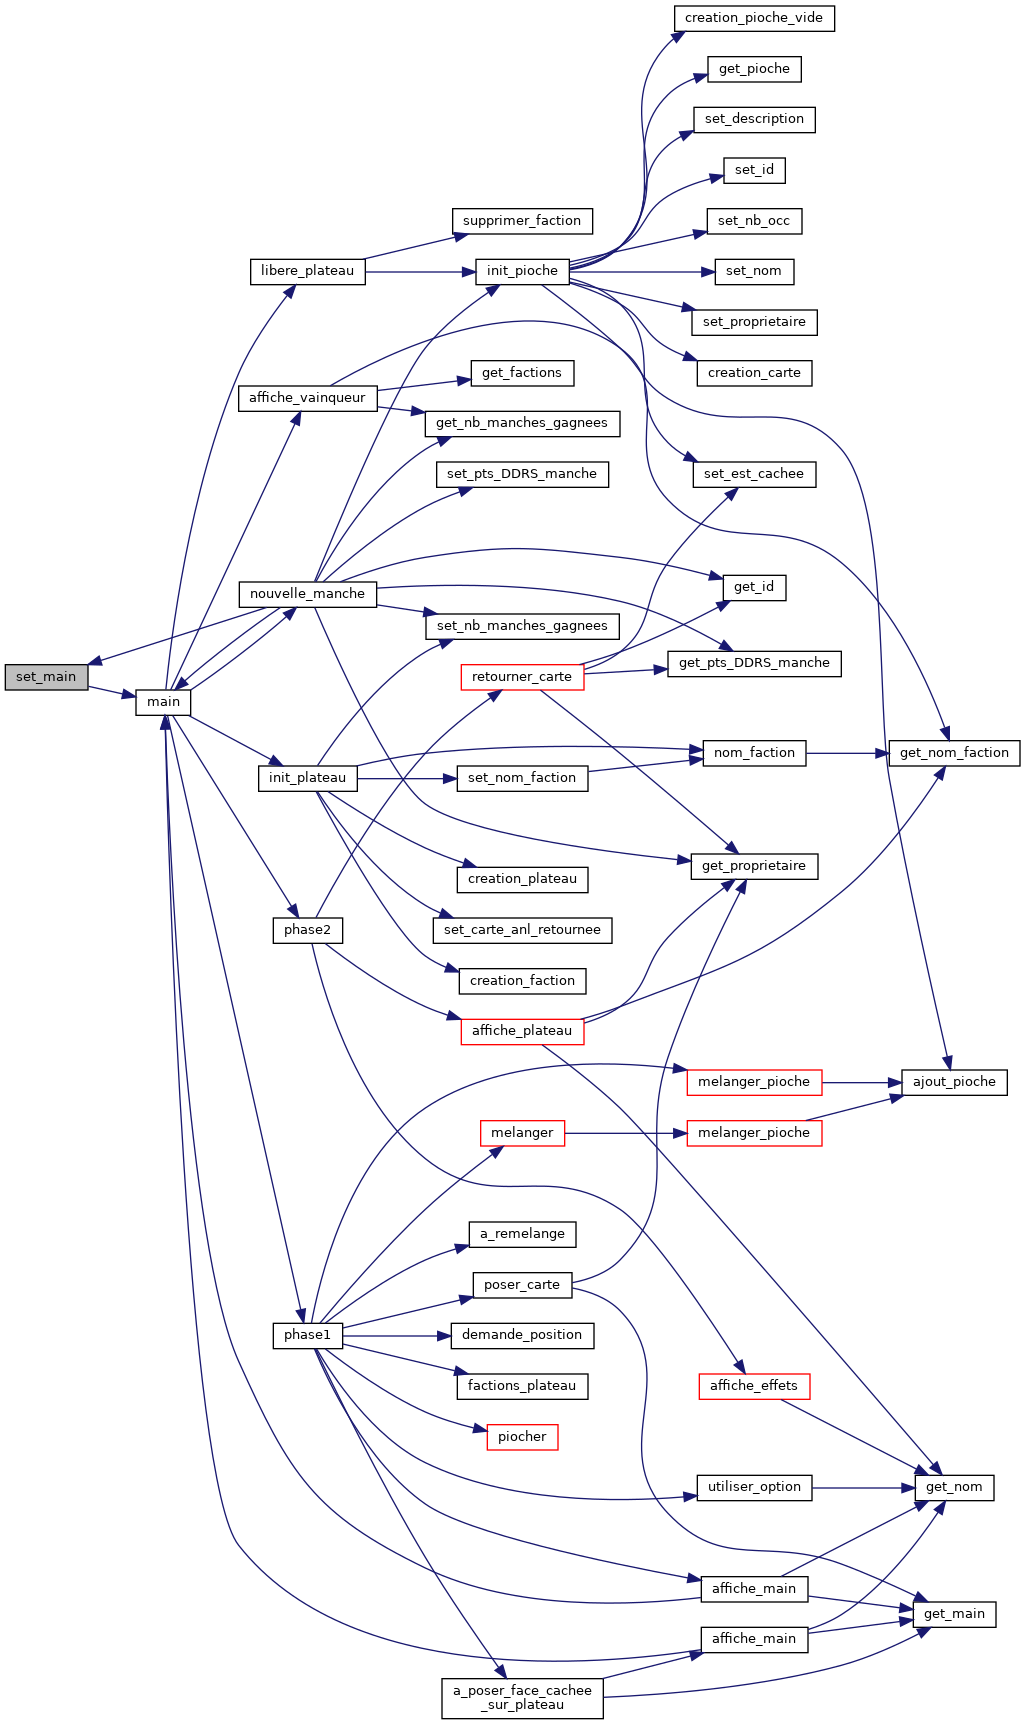 creation_pioche_vide
get_pioche
set_description
set_id
supprimer_faction
set_nb_occ
libere_plateau
init_pioche
set_nom
set_proprietaire
get_factions
creation_carte
affiche_vainqueur
get_nb_manches_gagnees
set_pts_DDRS_manche
set_est_cachee
nouvelle_manche
get_id
set_nb_manches_gagnees
get_pts_DDRS_manche
set_main
retourner_carte
main
nom_faction
get_nom_faction
init_plateau
set_nom_faction
get_proprietaire
creation_plateau
phase2
set_carte_anl_retournee
creation_faction
affiche_plateau
melanger_pioche
ajout_pioche
melanger
melanger_pioche
a_remelange
poser_carte
phase1
demande_position
factions_plateau
affiche_effets
piocher
utiliser_option
get_nom
affiche_main
get_main
affiche_main
a_poser_face_cachee
_sur_plateau